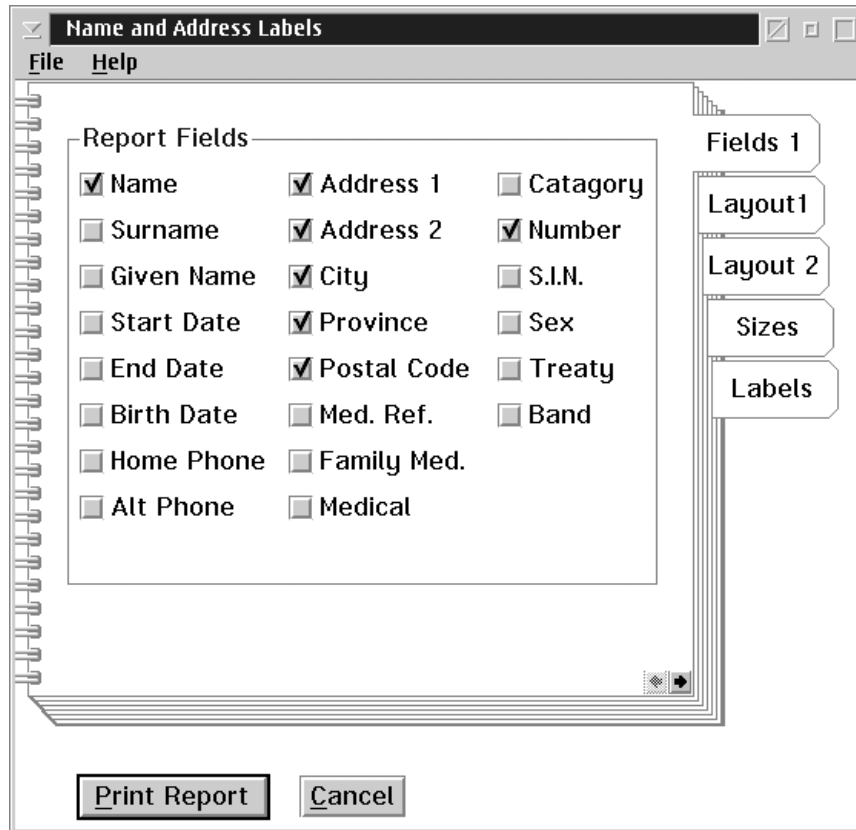 Name and Address Labels
File Help
Report Fields
Name Address 1 Catagory
Surname Address 2 Number
Given Name City S.I.N.
Start Date Province Sex
End Date Postal Code Treaty
Birth Date Med. Ref. Band
Home Phone Family Med.
Alt Phone Medical
Fields 1
Layout1
Layout 2
Sizes
Labels
Print Report Cancel